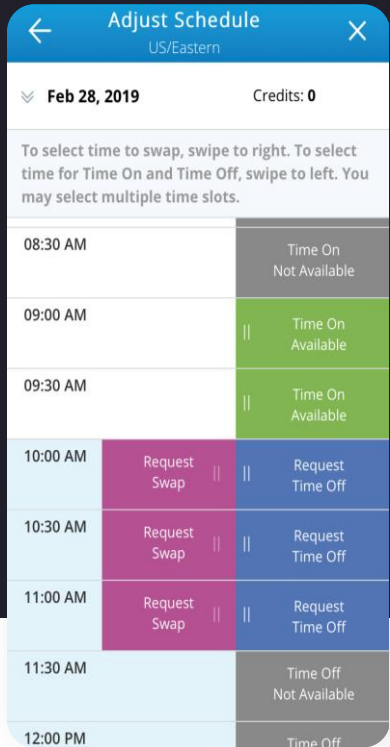 Adjust Schedule
US/Eastern
Feb 28, 2019 Credits: 0
To select time to swap, swipe to right. To select
time for Time On and Time Off, swipe to left. You
may select multiple time slots.
08:30 AM Time On
Not Available
09:00 AM Time On
Available
09:30 AM Time On
Available
10:00 AM Request
Swap Request
Time Off
10:30 AM Request
Swap Request
Time Off
11:00 AM Request
Swap Request
Time Off
11:30 AM Time Off
Not Available
12:00 PM Time Off